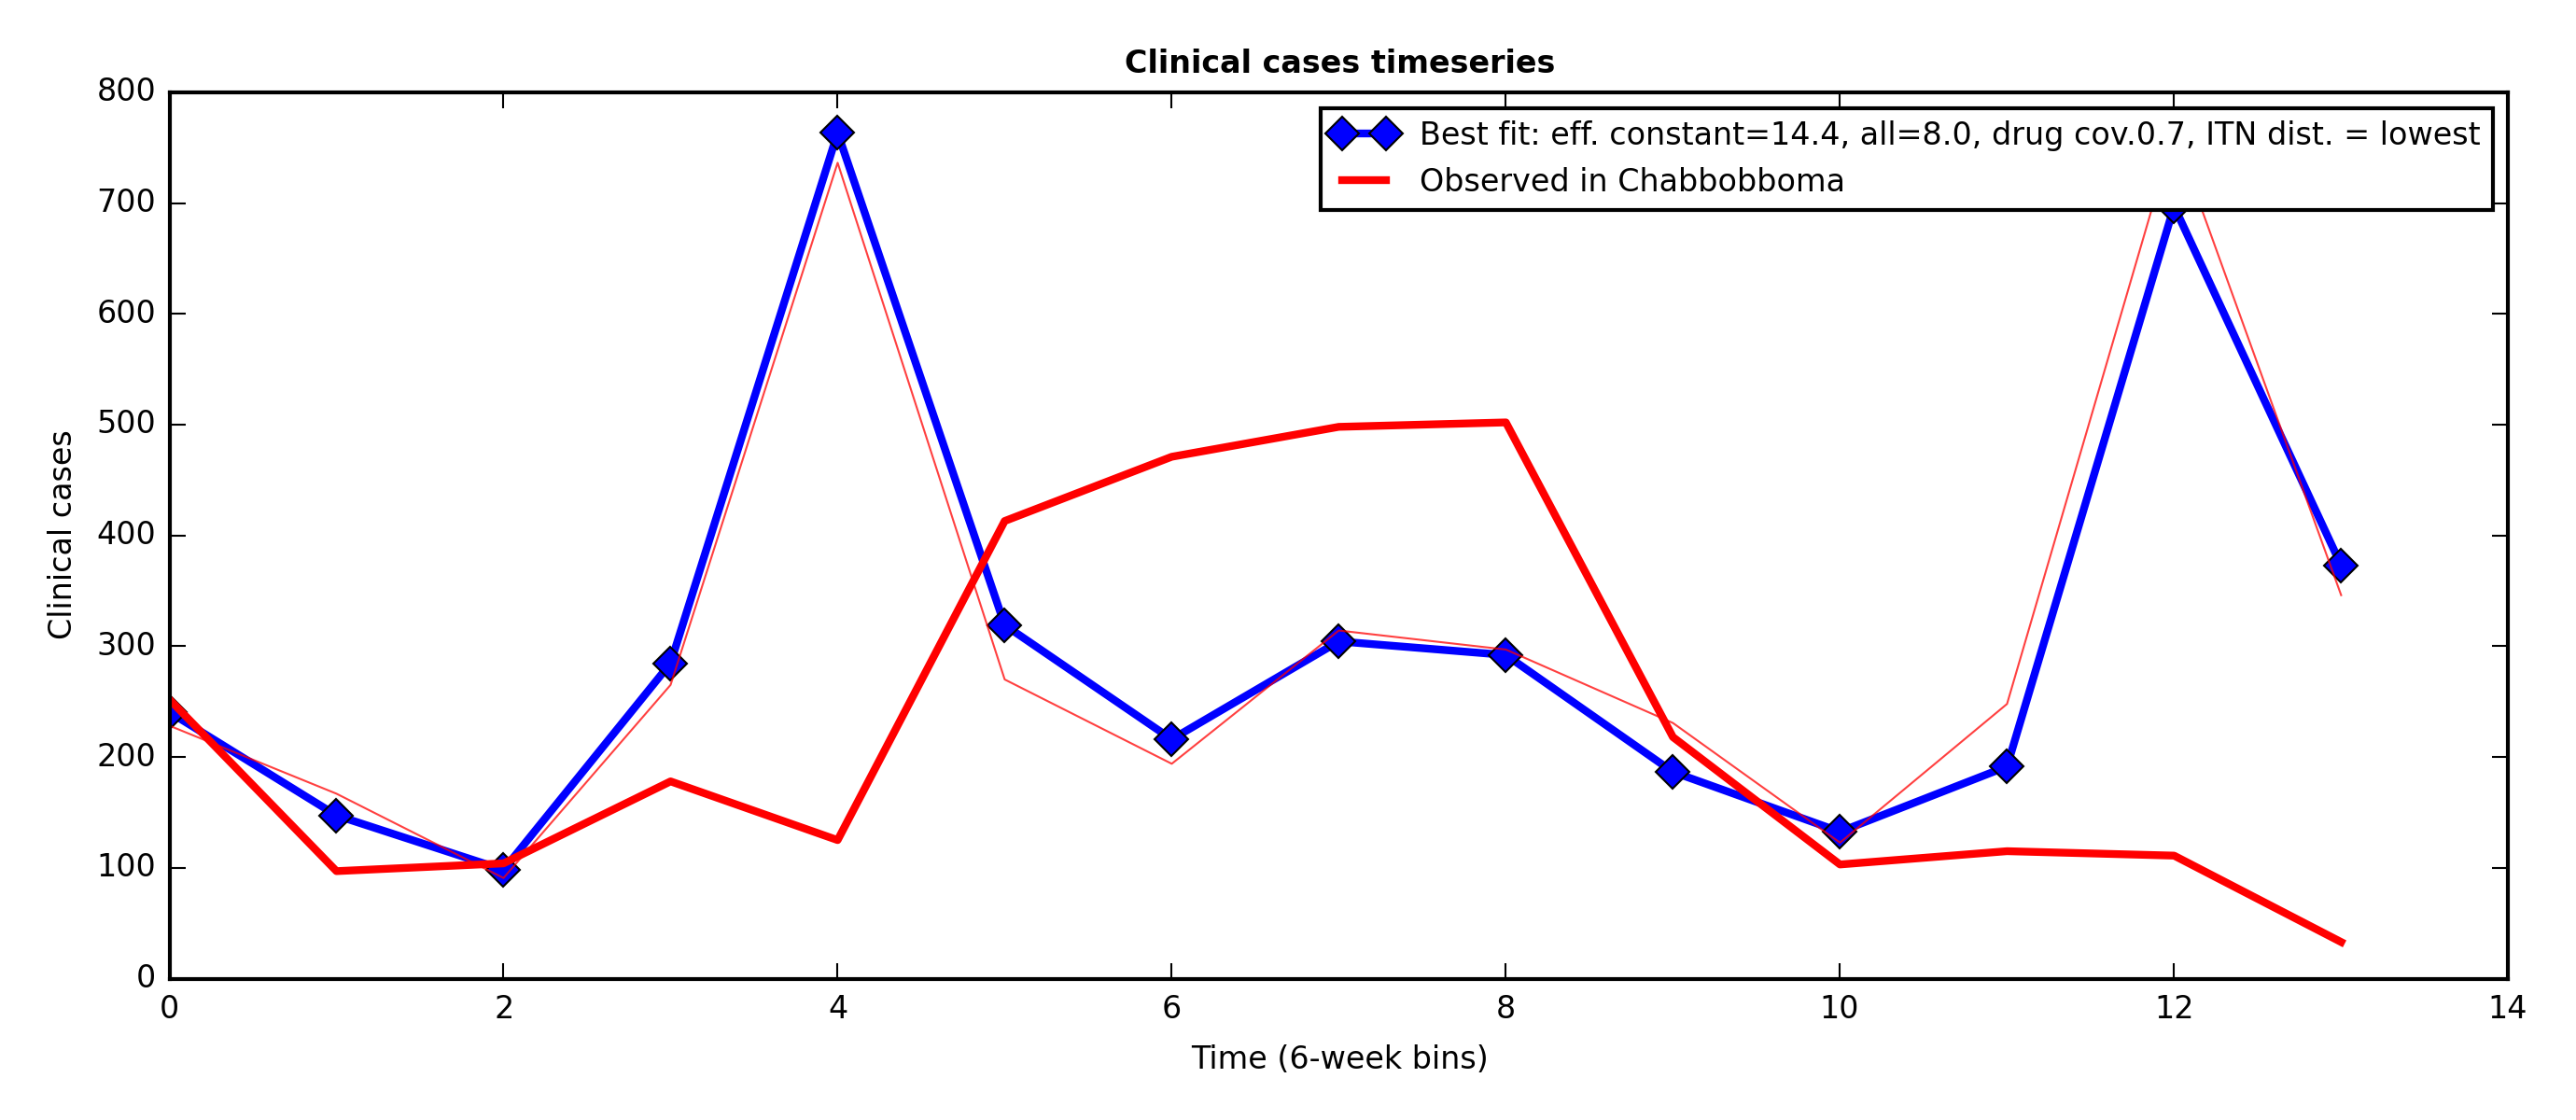 Clinical cases timeseries
Best fit: eff. constant=14.4, all=8.0, drug cov.0.7, ITN dist. = lowest
Observed in Chabbobboma
Clinical cases
800
700
600
500
400
300
200
100
0
0 2 4 6 8 10 12 14
Time (6-week bins)